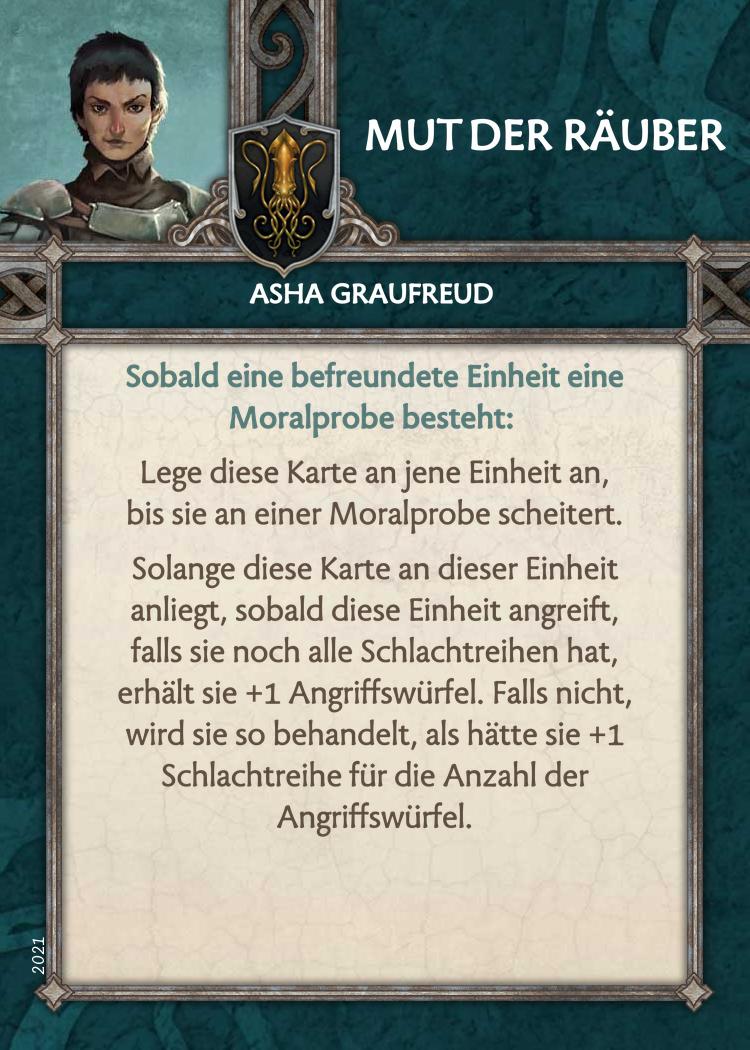 MUT DER RÄUBER
ASHA GRAUFREUD
Sobald eine befreundete Einheit eine
Moralprobe besteht:
Lege diese Karte an jene Einheit an,
bis sie an einer Moralprobe scheitert.
Solange diese Karte an dieser Einheit
anliegt, sobald diese Einheit angreift,
falls sie noch alle Schlachtreihen hat,
erhält sie +1 Angriffswürfel. Falls nicht,
wird sie so behandelt, als hätte sie +1
Schlachtreihe für die Anzahl der
Angriffswürfel.
2021